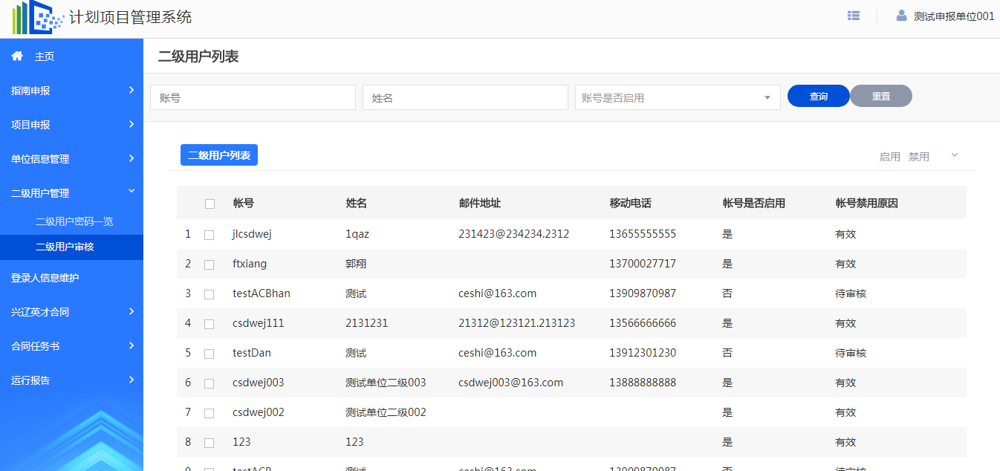 计划项目管理系统
测试申报单位001
主页
指南申报
项目申报
单位信息管理
二级用户管理
二级用户密码一览
二级用户审核
登录人信息维护
兴辽英才合同
合同任务书
运行报告
二级用户列表
账号 姓名 账号是否启用 查询 重置
二级用户列表 启用 禁用
帐号 姓名 邮件地址 移动电话 帐号是否启用 帐号禁用原因
1 jlcsdwej 1qaz 231423@234234.2312 13655555555 是 有效
2 ftxiang 郭翔 13700027717 是 有效
3 testACBhan 测试 ceshi@163.com 13909870987 否 待审核
4 csdwej111 2131231 21312@123121.213123 13566666666 是 有效
5 testDan 测试 ceshi@163.com 13912301230 否 待审核
6 csdwej003 测试单位二级003 csdwej003@163.com 13888888888 是 有效
7 csdwej002 测试单位二级002 是 有效
8 123 123 是 有效
9 testACB 测试 ceshi@163.com 13909870987 否 待审核